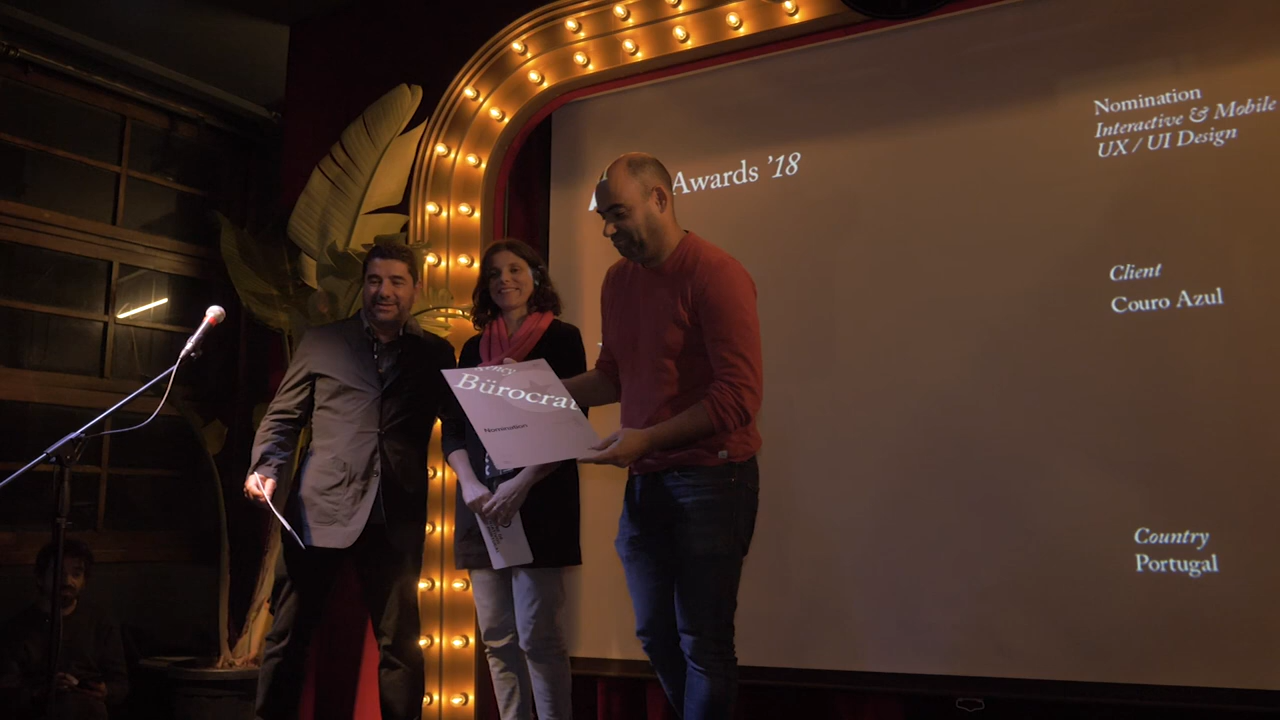 Awards '18
Nomination
Interactive & Mobile
UX / UI Design
Client
Couro Azul
Country
Portugal
Bürocrat
Nomination